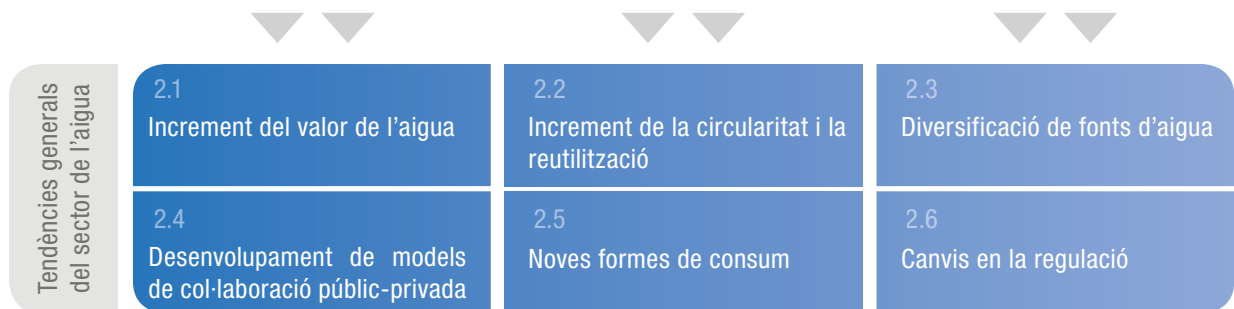 Tendències generals
del sector de l'aigua
2.1
Increment del valor de l'aigua
2.2
Increment de la circularitat i la
reutilització
2.3
Diversificació de fonts d'aigua
2.4
Desenvolupament de models
de col·laboració públic-privada
2.5
Noves formes de consum
2.6
Canvis en la regulació